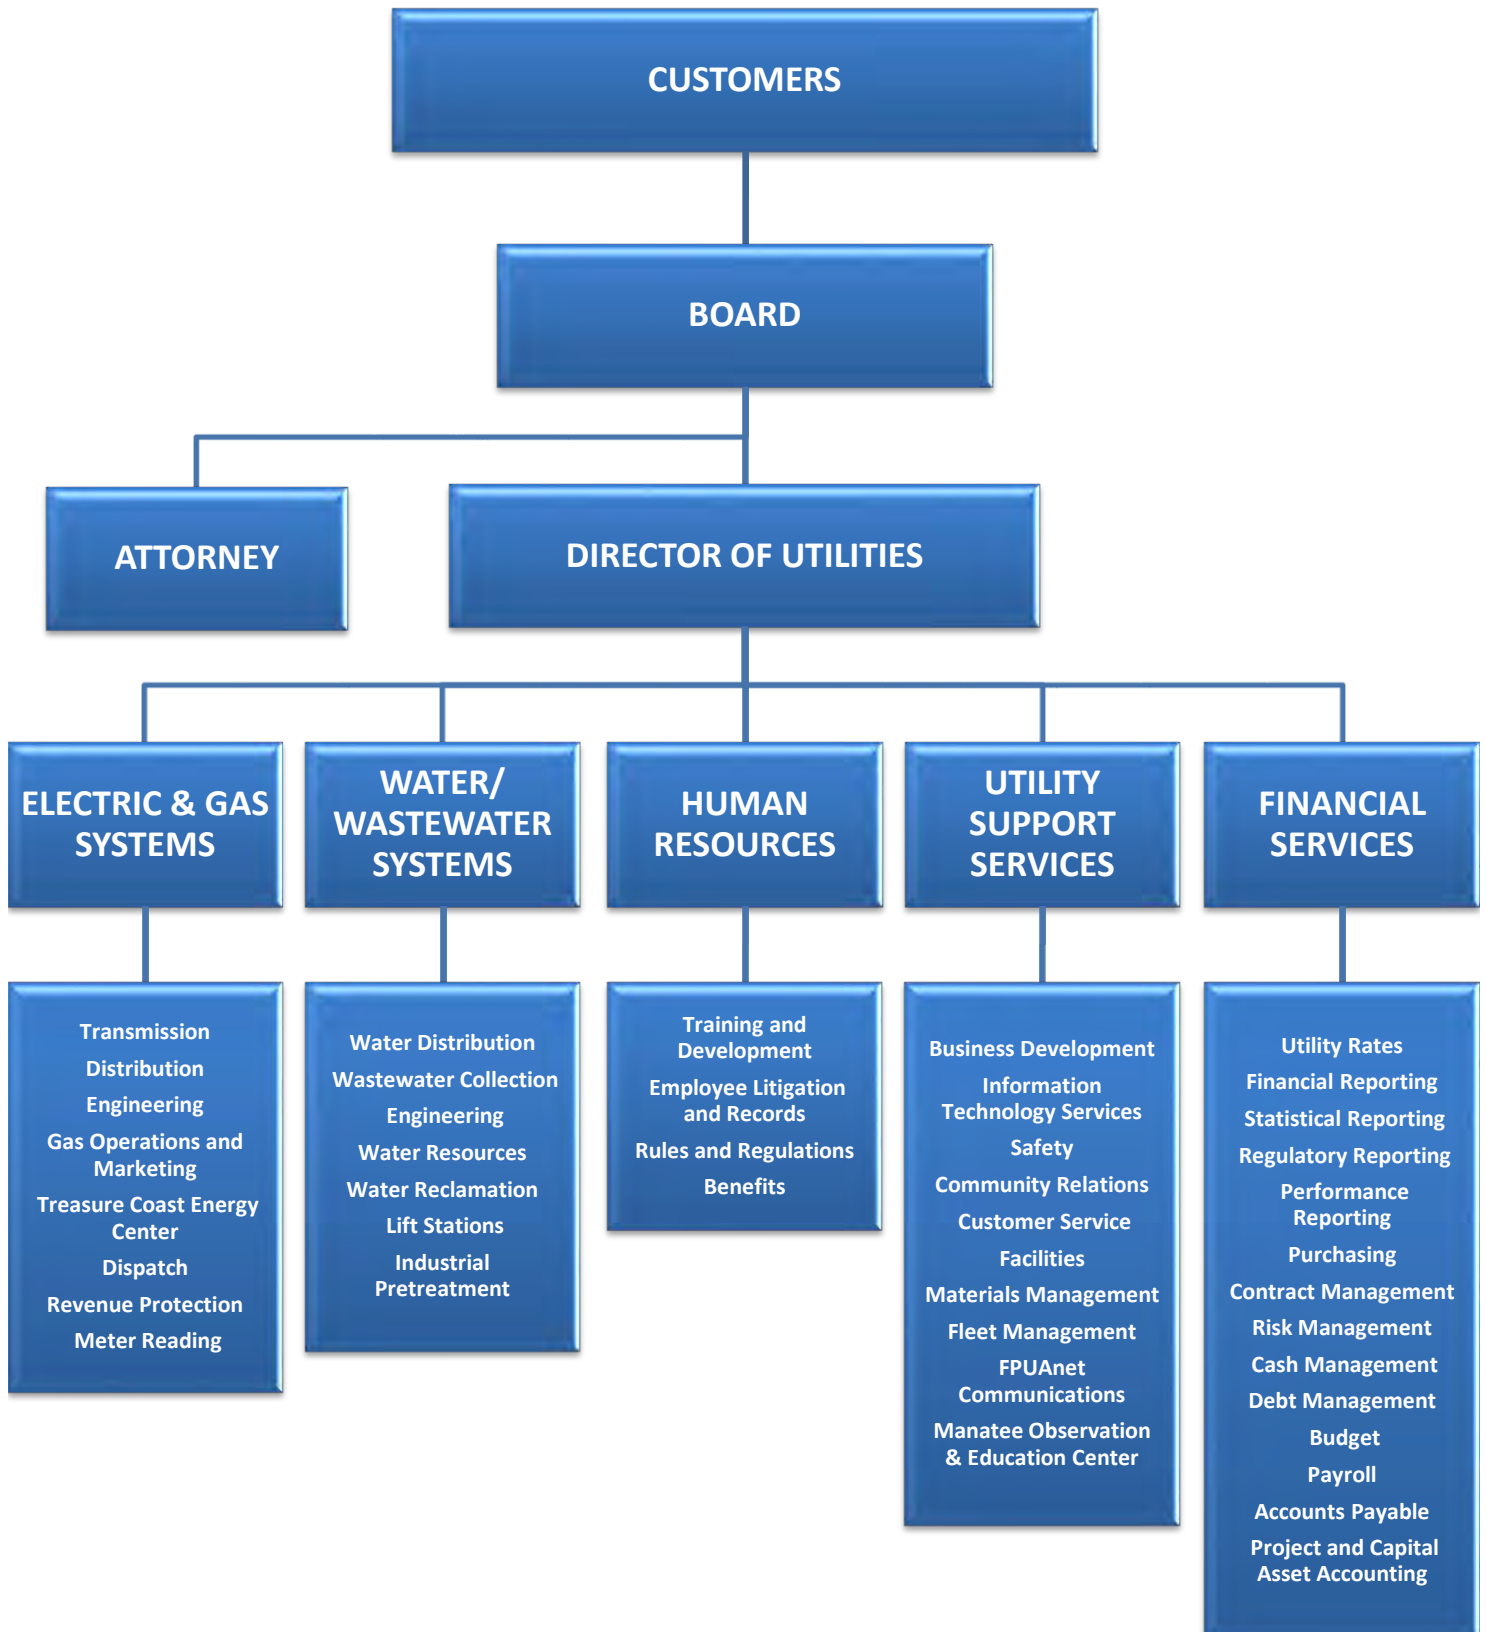 CUSTOMERS
BOARD
ATTORNEY
DIRECTOR OF UTILITIES
ELECTRIC & GAS
SYSTEMS
WATER/
WASTEWATER
SYSTEMS
HUMAN
RESOURCES
UTILITY
SUPPORT
SERVICES
FINANCIAL
SERVICES
Transmission
Distribution
Engineering
Gas Operations and
Marketing
Treasure Coast Energy
Center
Dispatch
Revenue Protection
Meter Reading
Water Distribution
Wastewater Collection
Engineering
Water Resources
Water Reclamation
Lift Stations
Industrial
Pretreatment
Training and
Development
Employee Litigation
and Records
Rules and Regulations
Benefits
Business Development
Information
Technology Services
Safety
Community Relations
Customer Service
Facilities
Materials Management
Fleet Management
FPUAnet
Communications
Manatee Observation
& Education Center
Utility Rates
Financial Reporting
Statistical Reporting
Regulatory Reporting
Performance
Reporting
Purchasing
Contract Management
Risk Management
Cash Management
Debt Management
Budget
Payroll
Accounts Payable
Project and Capital
Asset Accounting